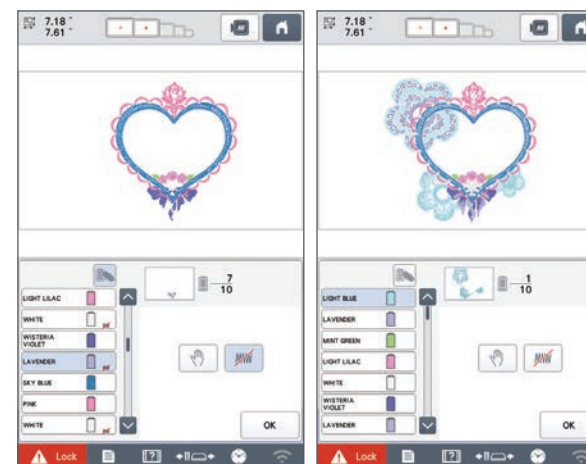 7.18 "
7.61 "
LIGHT LILAC
WHITE
WISTERIA
VIOLET
LAVENDER
SKY BLUE
PINK
WHITE
7
10
OK
Lock
7.18 "
7.61 "
LIGHT BLUE
LAVENDER
MINT GREEN
LIGHT LILAC
WHITE
WISTERIA
VIOLET
LAVENDER
1
10
OK
Lock